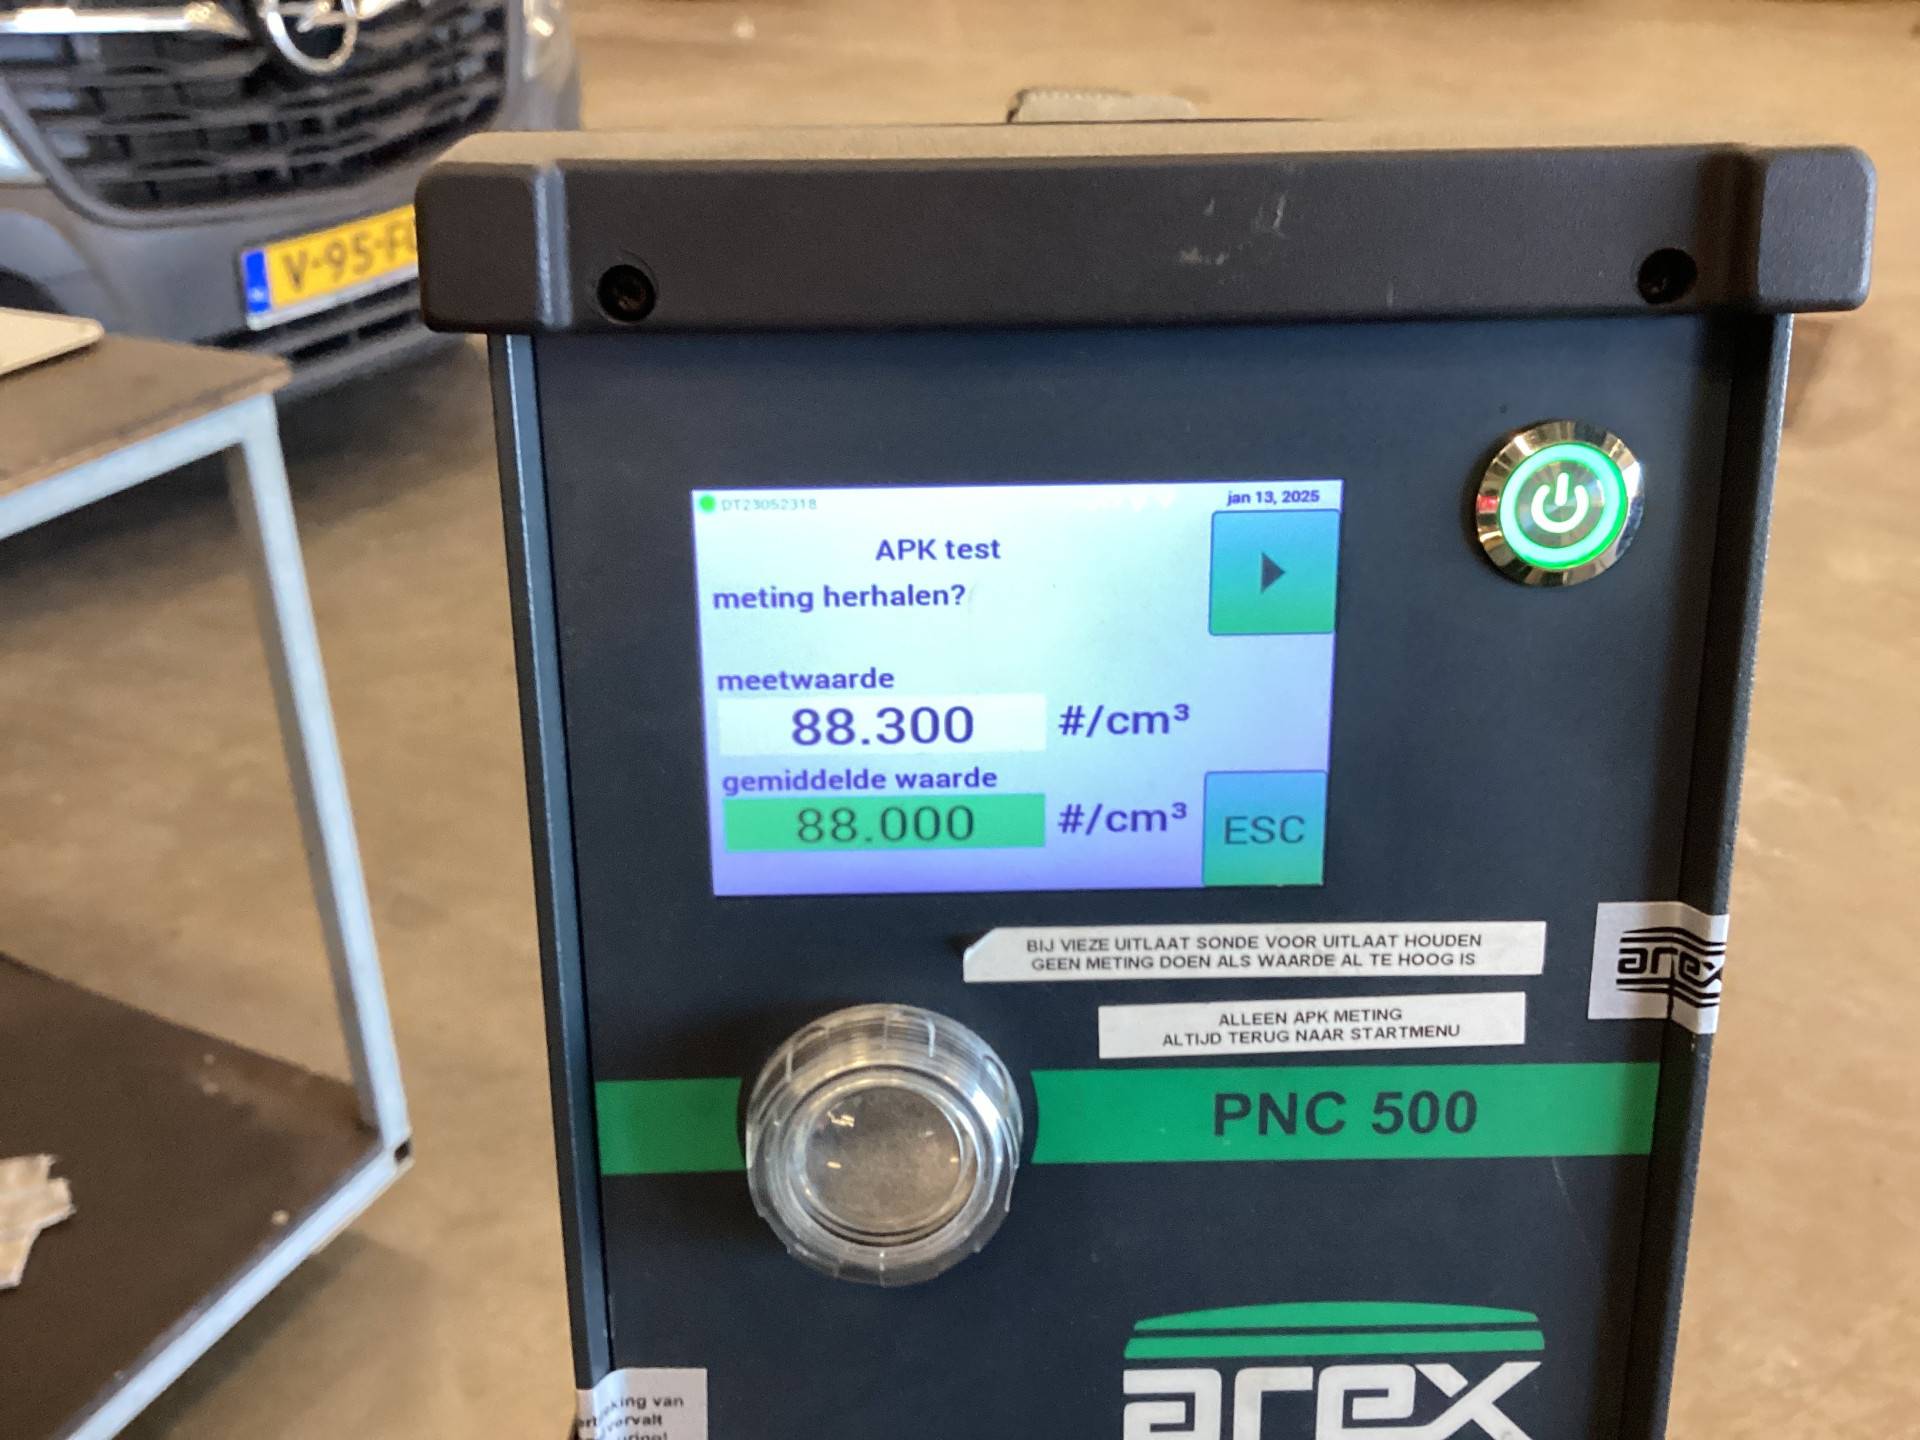 V-95-F
DT23052318
jan 13, 2025
APK test
meting herhalen?
meetwaarde
88.300 #/cm³
gemiddelde waarde
88.000 #/cm³
ESC
BIJ VIEZE UITLAAT SONDE VOOR UITLAAT HOUDEN
GEEN METING DOEN ALS WAARDE AL TE HOOG IS
arex
ALLEEN APK METING
ALTIJD TERUG NAAR STARTMENU
PNC 500
arex
van